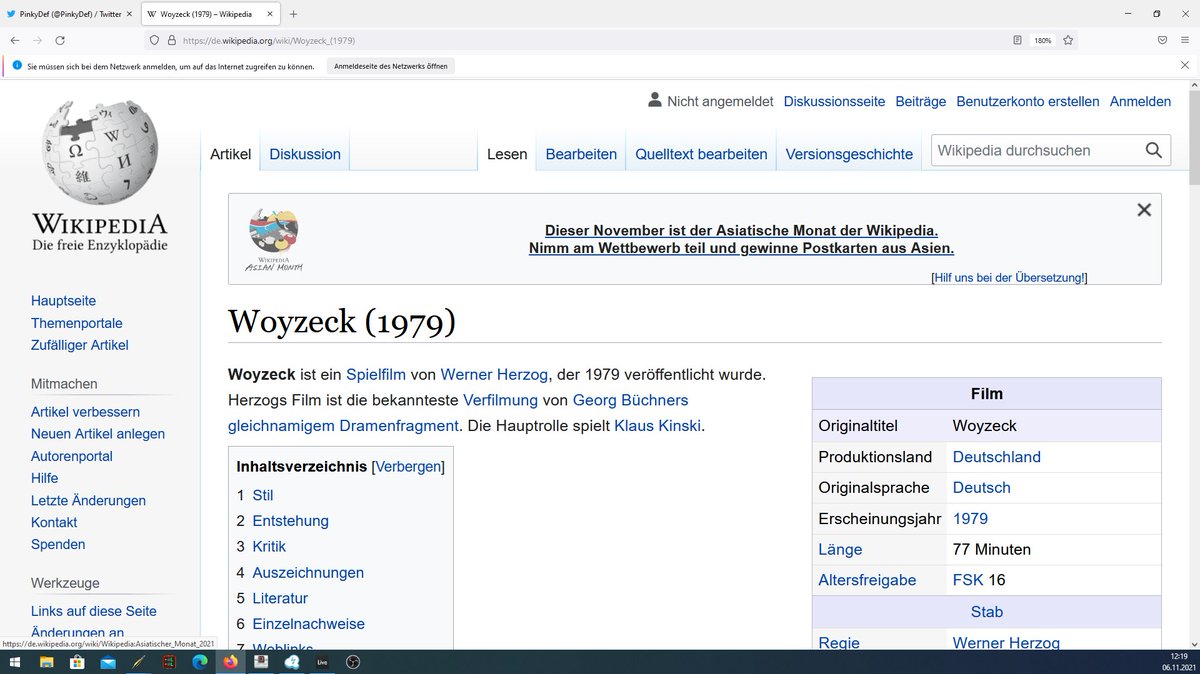 PinkyDef (@PinkyDef) / Twitter
W Woyzeck (1979) – Wikipedia
https://de.wikipedia.org/wiki/Woyzeck_(1979)
180%
Sie müssen sich bei dem Netzwerk anmelden, um auf das Internet zugreifen zu können.
Anmeldeseite des Netzwerks öffnen
Nicht angemeldet Diskussionsseite Beiträge Benutzerkonto erstellen Anmelden
Artikel Diskussion Lesen Bearbeiten Quelltext bearbeiten Versionsgeschichte
Wikipedia durchsuchen
Ω W И 維 7
WIKIPEDIA
Die freie Enzyklopädie
Hauptseite
Themenportale
Zufälliger Artikel
Mitmachen
Artikel verbessern
Neuen Artikel anlegen
Autorenportal
Hilfe
Letzte Änderungen
Kontakt
Spenden
Werkzeuge
Links auf diese Seite
Änderungen an
WIKIPEDIA
ASIAN MONTH
Dieser November ist der Asiatische Monat der Wikipedia.
Nimm am Wettbewerb teil und gewinne Postkarten aus Asien.
[Hilf uns bei der Übersetzung!]
Woyzeck (1979)
Woyzeck ist ein Spielfilm von Werner Herzog, der 1979 veröffentlicht wurde.
Herzogs Film ist die bekannteste Verfilmung von Georg Büchners
gleichnamigem Dramenfragment. Die Hauptrolle spielt Klaus Kinski.
Inhaltsverzeichnis [Verbergen]
1 Stil
2 Entstehung
3 Kritik
4 Auszeichnungen
5 Literatur
6 Einzelnachweise
7 Weblinks
Film
Originaltitel Woyzeck
Produktionsland Deutschland
Originalsprache Deutsch
Erscheinungsjahr 1979
Länge 77 Minuten
Altersfreigabe FSK 16
Stab
Regie Werner Herzog
https://de.wikipedia.org/wiki/Wikipedia:Asiatischer_Monat_2021
Live
12:19
06.11.2021